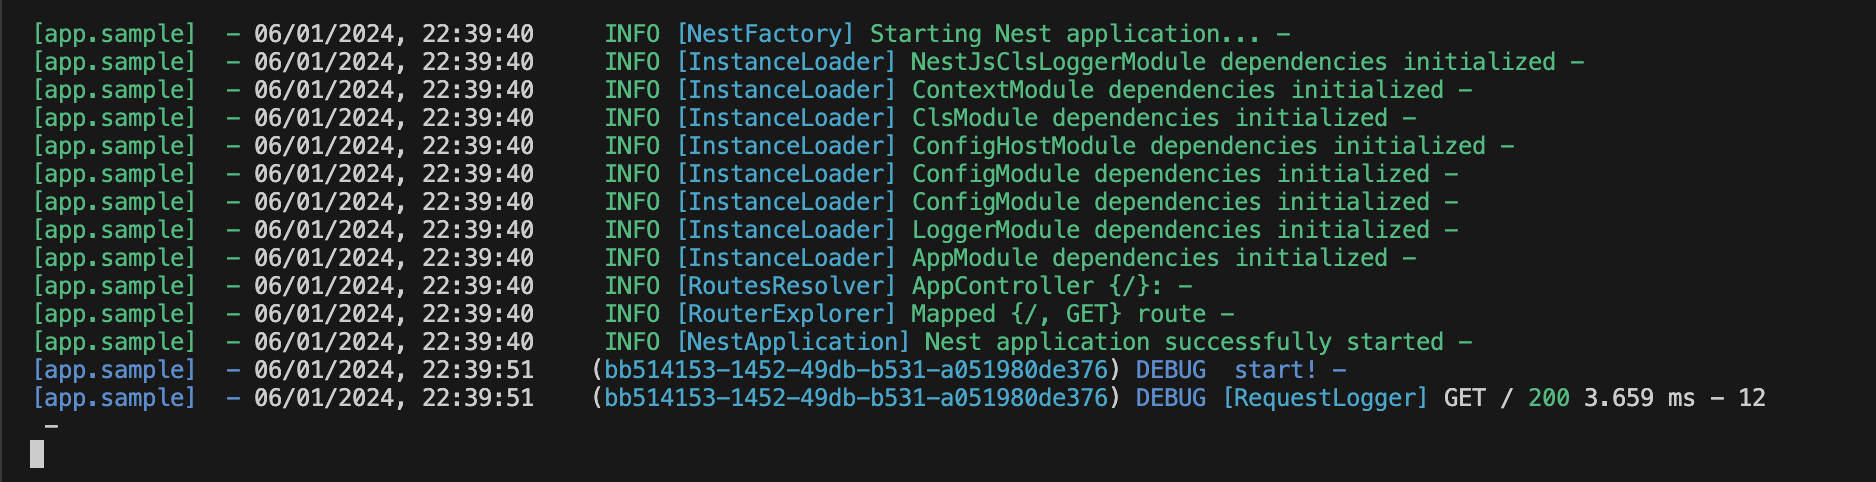 [app.sample]  - 06/01/2024, 22:39:40     INFO [NestFactory] Starting Nest application... -
[app.sample]  - 06/01/2024, 22:39:40     INFO [InstanceLoader] NestJsClsLoggerModule dependencies initialized -
[app.sample]  - 06/01/2024, 22:39:40     INFO [InstanceLoader] ContextModule dependencies initialized -
[app.sample]  - 06/01/2024, 22:39:40     INFO [InstanceLoader] ClsModule dependencies initialized -
[app.sample]  - 06/01/2024, 22:39:40     INFO [InstanceLoader] ConfigHostModule dependencies initialized -
[app.sample]  - 06/01/2024, 22:39:40     INFO [InstanceLoader] ConfigModule dependencies initialized -
[app.sample]  - 06/01/2024, 22:39:40     INFO [InstanceLoader] ConfigModule dependencies initialized -
[app.sample]  - 06/01/2024, 22:39:40     INFO [InstanceLoader] LoggerModule dependencies initialized -
[app.sample]  - 06/01/2024, 22:39:40     INFO [InstanceLoader] AppModule dependencies initialized -
[app.sample]  - 06/01/2024, 22:39:40     INFO [RoutesResolver] AppController {/}: -
[app.sample]  - 06/01/2024, 22:39:40     INFO [RouterExplorer] Mapped {/, GET} route -
[app.sample]  - 06/01/2024, 22:39:40     INFO [NestApplication] Nest application successfully started -
[app.sample]  - 06/01/2024, 22:39:51    (bb514153-1452-49db-b531-a051980de376) DEBUG  start! -
[app.sample]  - 06/01/2024, 22:39:51    (bb514153-1452-49db-b531-a051980de376) DEBUG [RequestLogger] GET / 200 3.659 ms - 12
 -